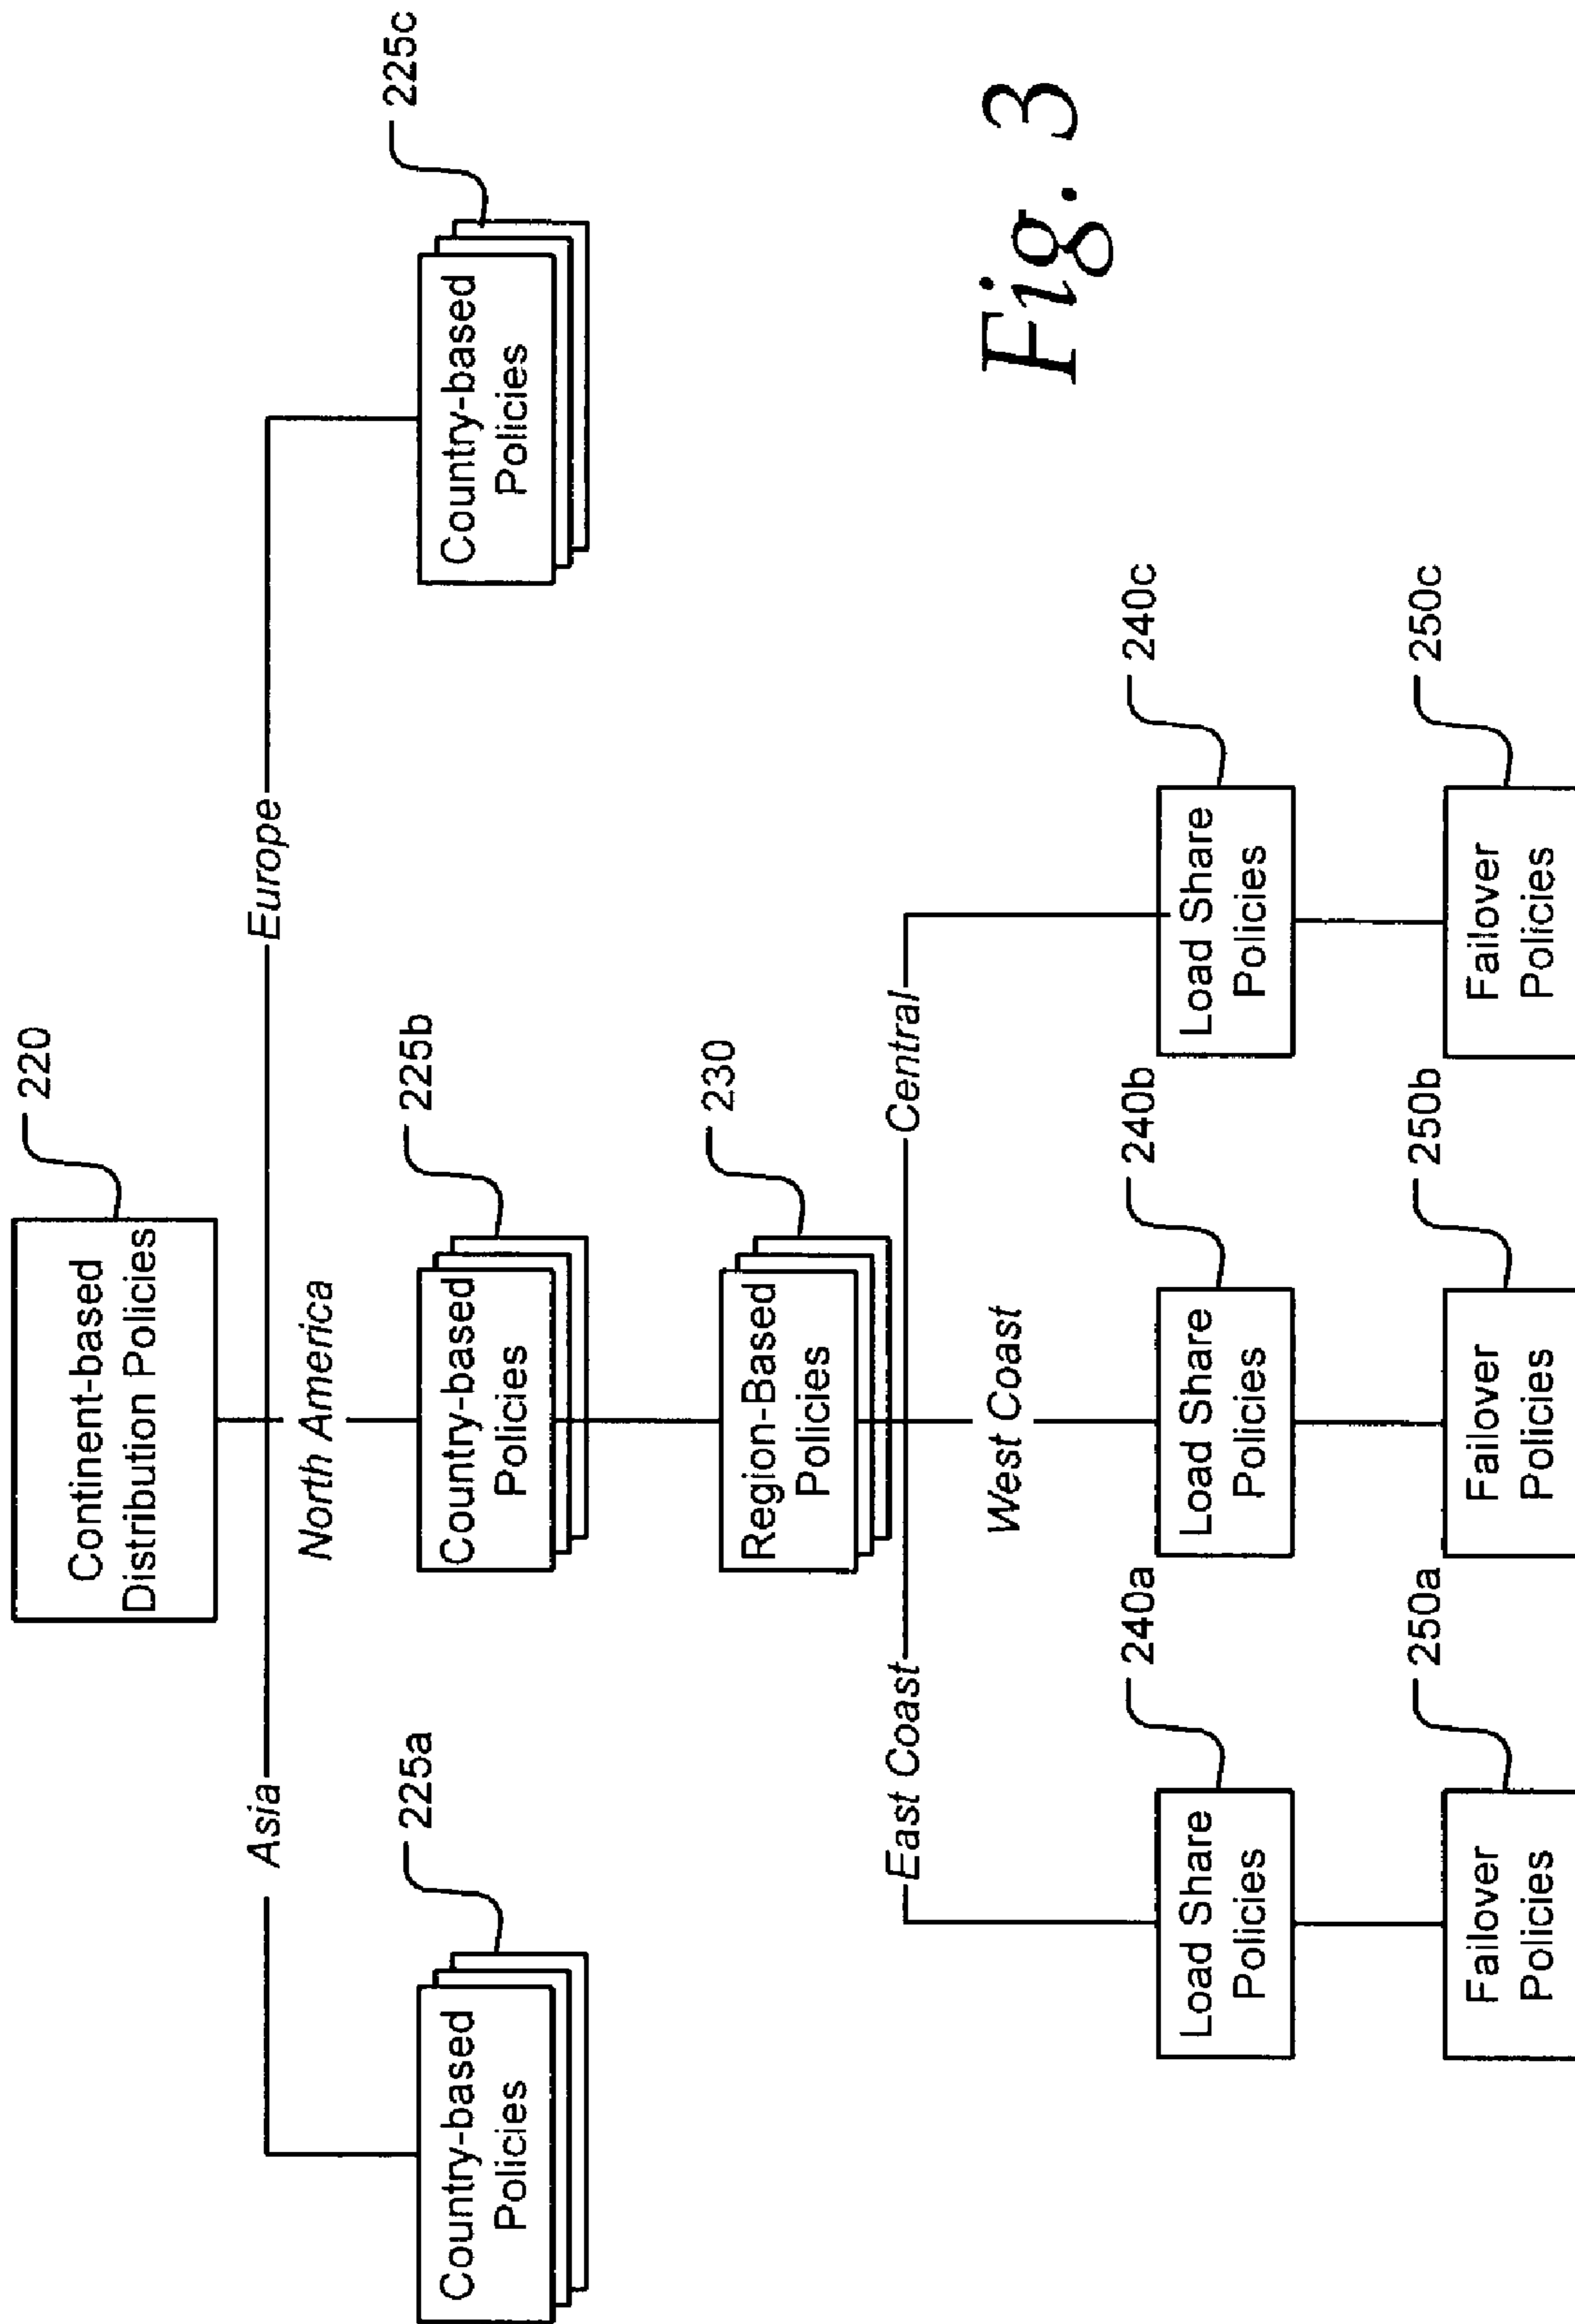 220
Continent-based
Distribution Policies
Asia
North America
Europe
225a
Country-based
Policies
225b
Country-based
Policies
225c
Country-based
Policies
230
Region-Based
Policies
East Coast
West Coast
Central
240a
Load Share
Policies
240b
Load Share
Policies
240c
Load Share
Policies
250a
Failover
Policies
250b
Failover
Policies
250c
Failover
Policies
Fig. 3